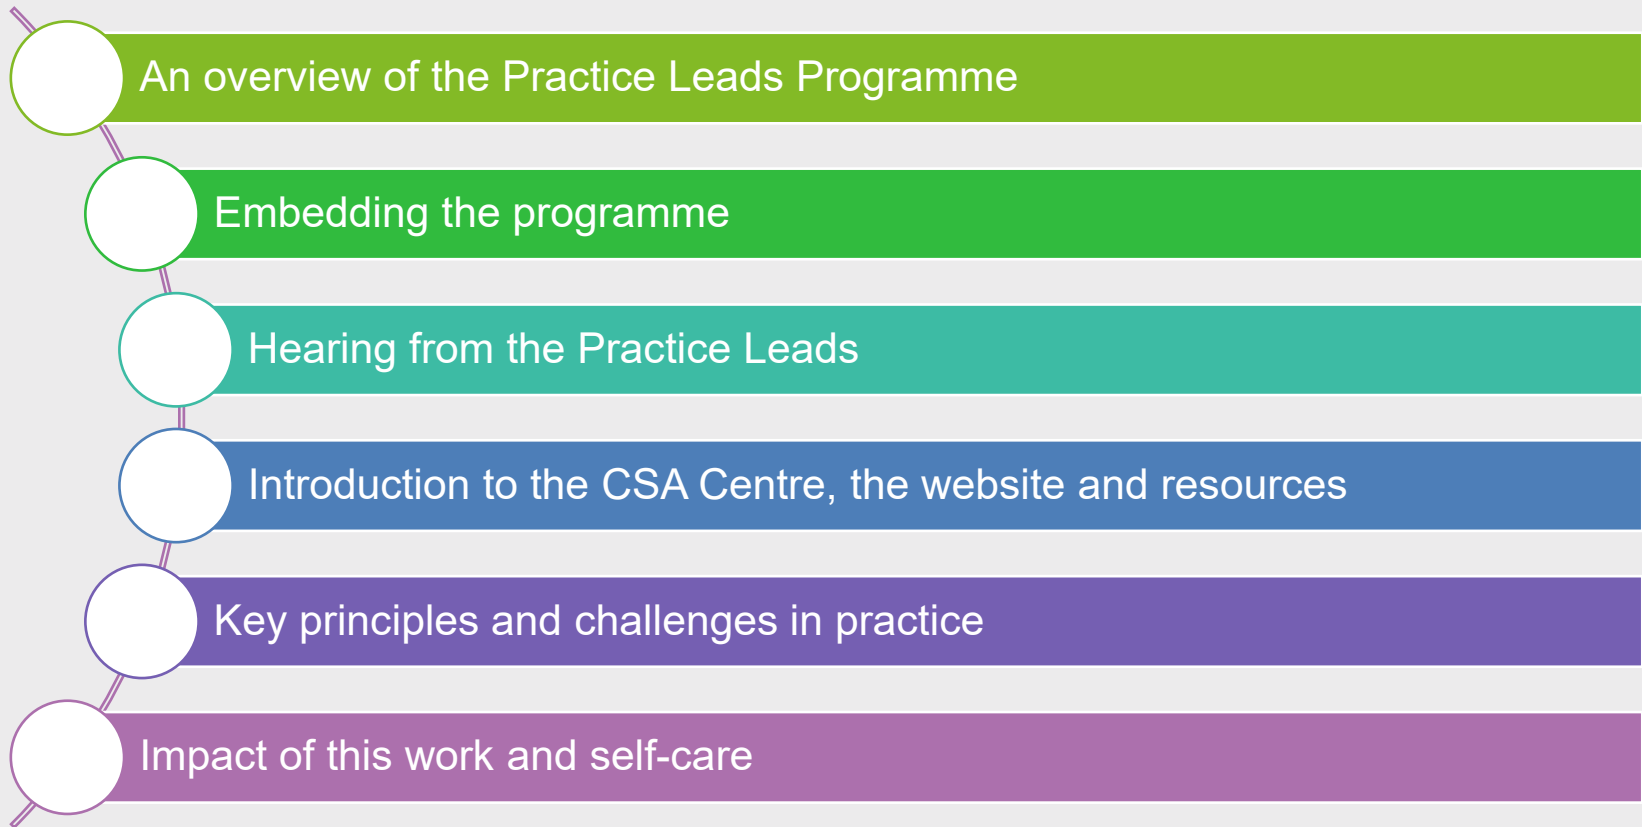 An overview of the Practice Leads Programme
Embedding the programme
Hearing from the Practice Leads
Introduction to the CSA Centre, the website and resources
Key principles and challenges in practice
Impact of this work and self-care